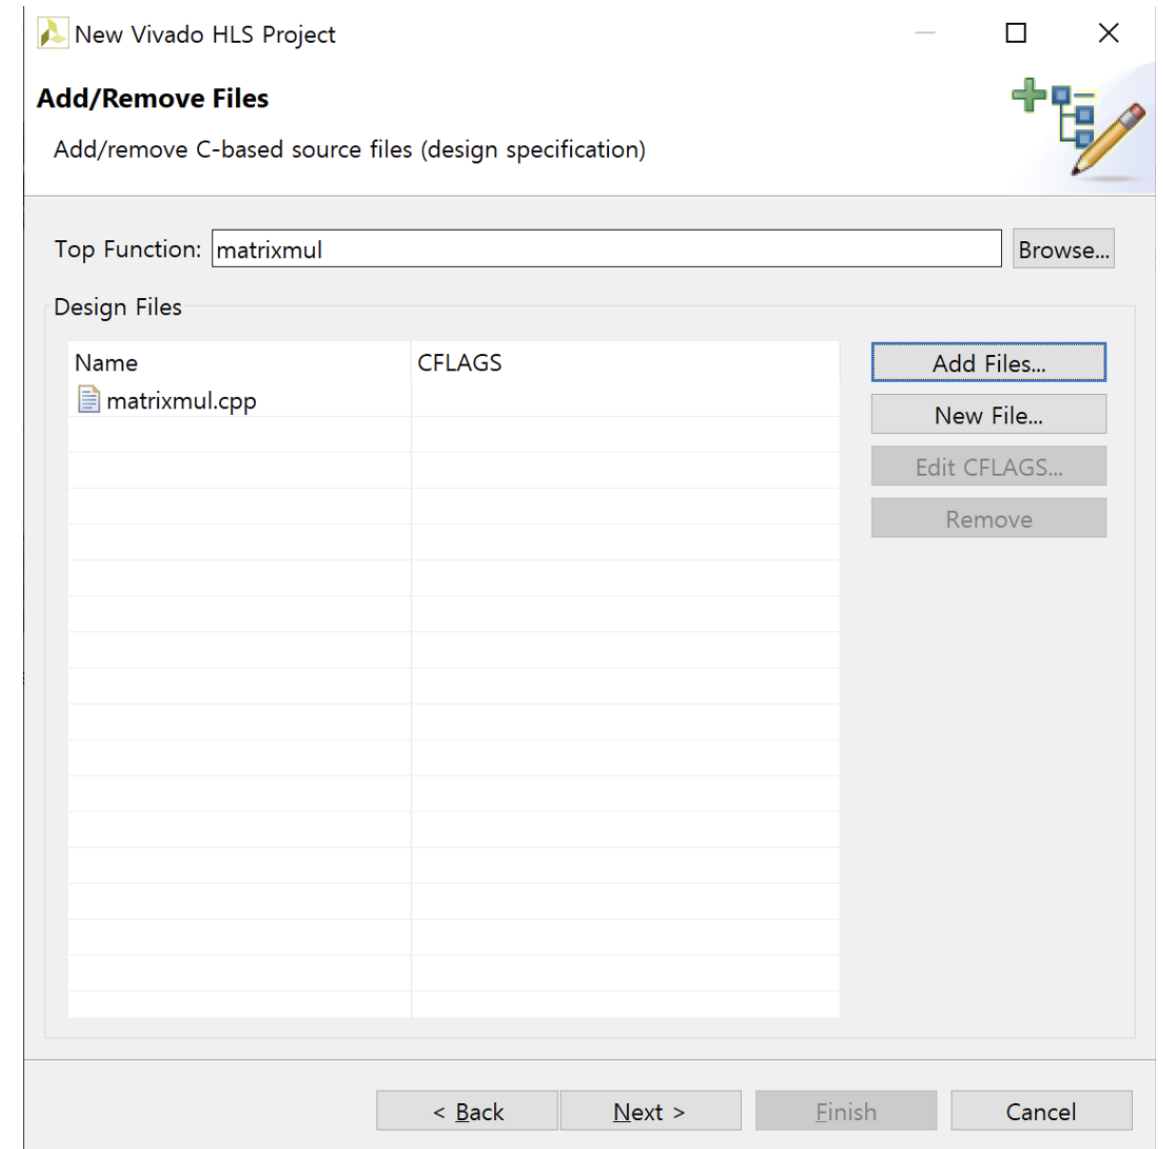 New Vivado HLS Project
Add/Remove Files
Add/remove C-based source files (design specification)
Top Function: matrixmul Browse...
Design Files
Name CFLAGS Add Files...
matrixmul.cpp
New File...
Edit CFLAGS...
Remove
< Back Next > Finish Cancel